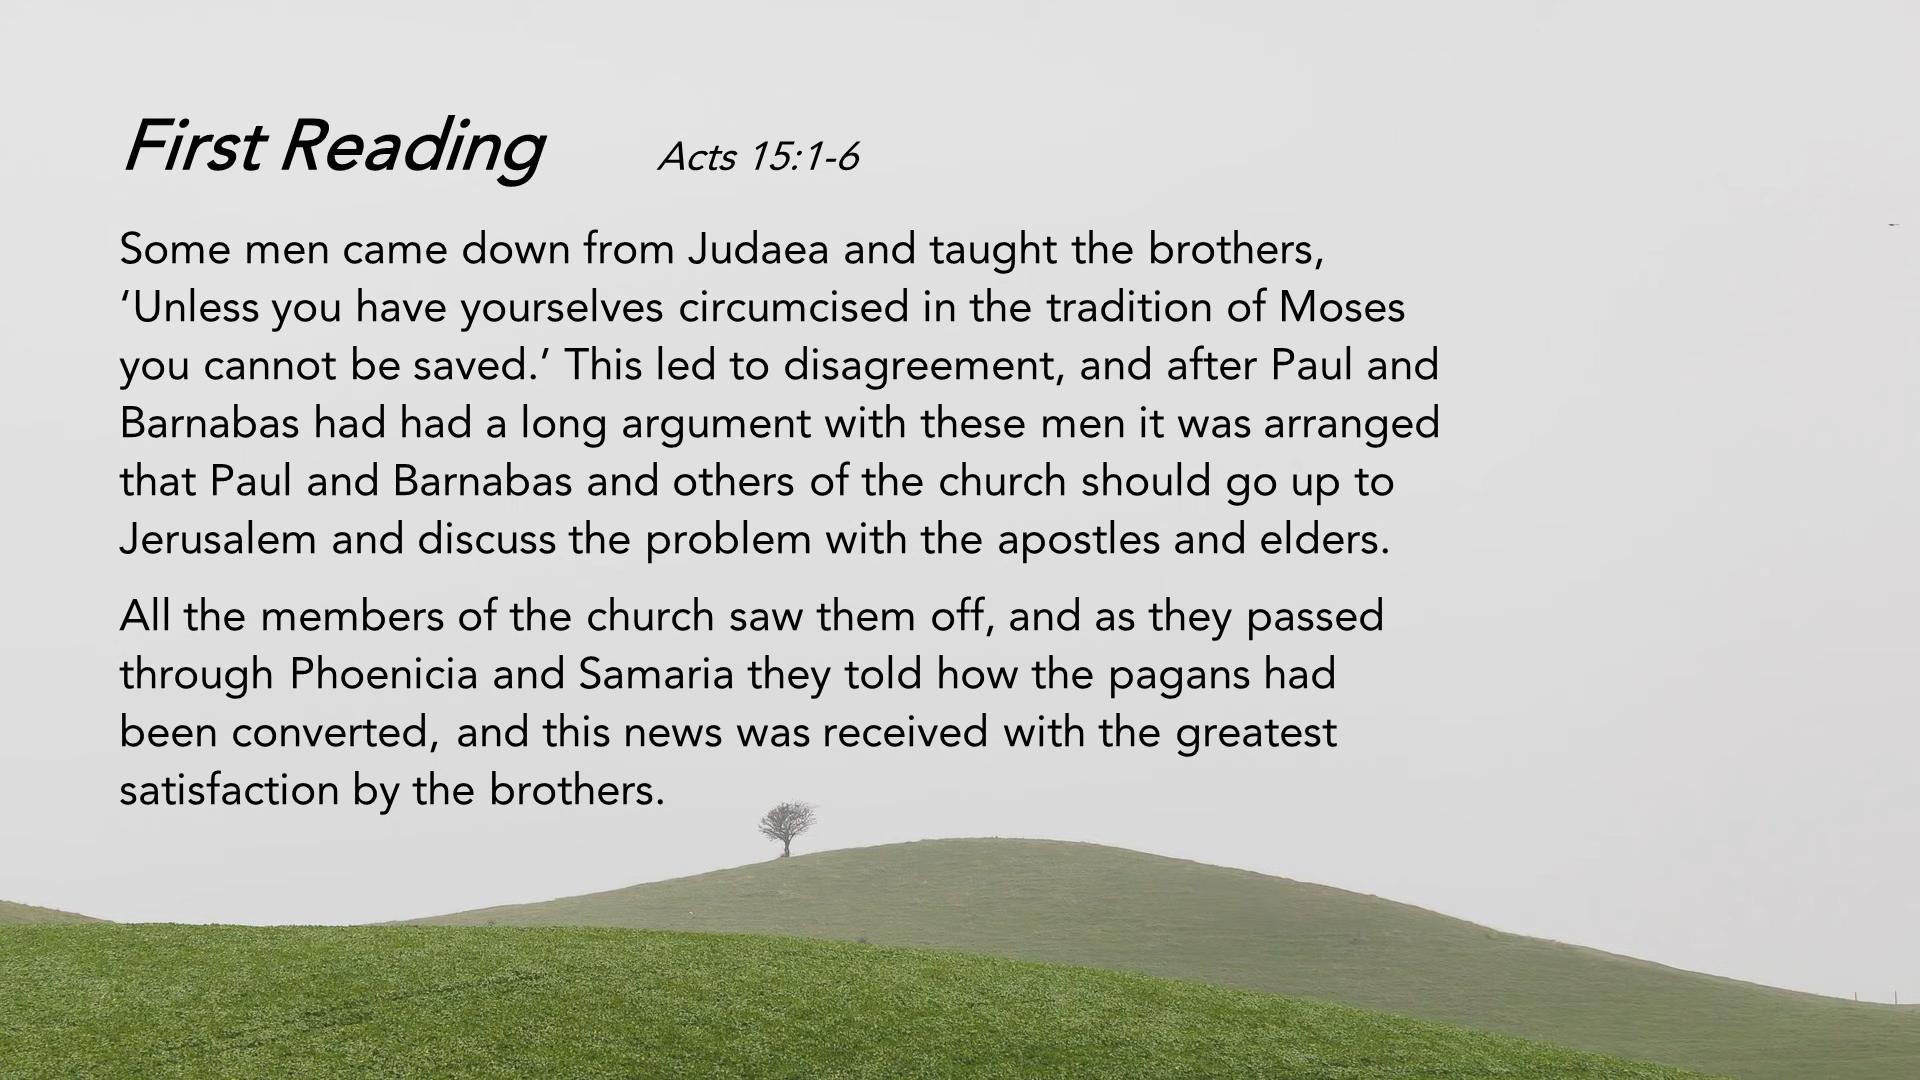 First Reading Acts 15:1-6
Some men came down from Judaea and taught the brothers,
‘Unless you have yourselves circumcised in the tradition of Moses
you cannot be saved.’ This led to disagreement, and after Paul and
Barnabas had had a long argument with these men it was arranged
that Paul and Barnabas and others of the church should go up to
Jerusalem and discuss the problem with the apostles and elders.
All the members of the church saw them off, and as they passed
through Phoenicia and Samaria they told how the pagans had
been converted, and this news was received with the greatest
satisfaction by the brothers.